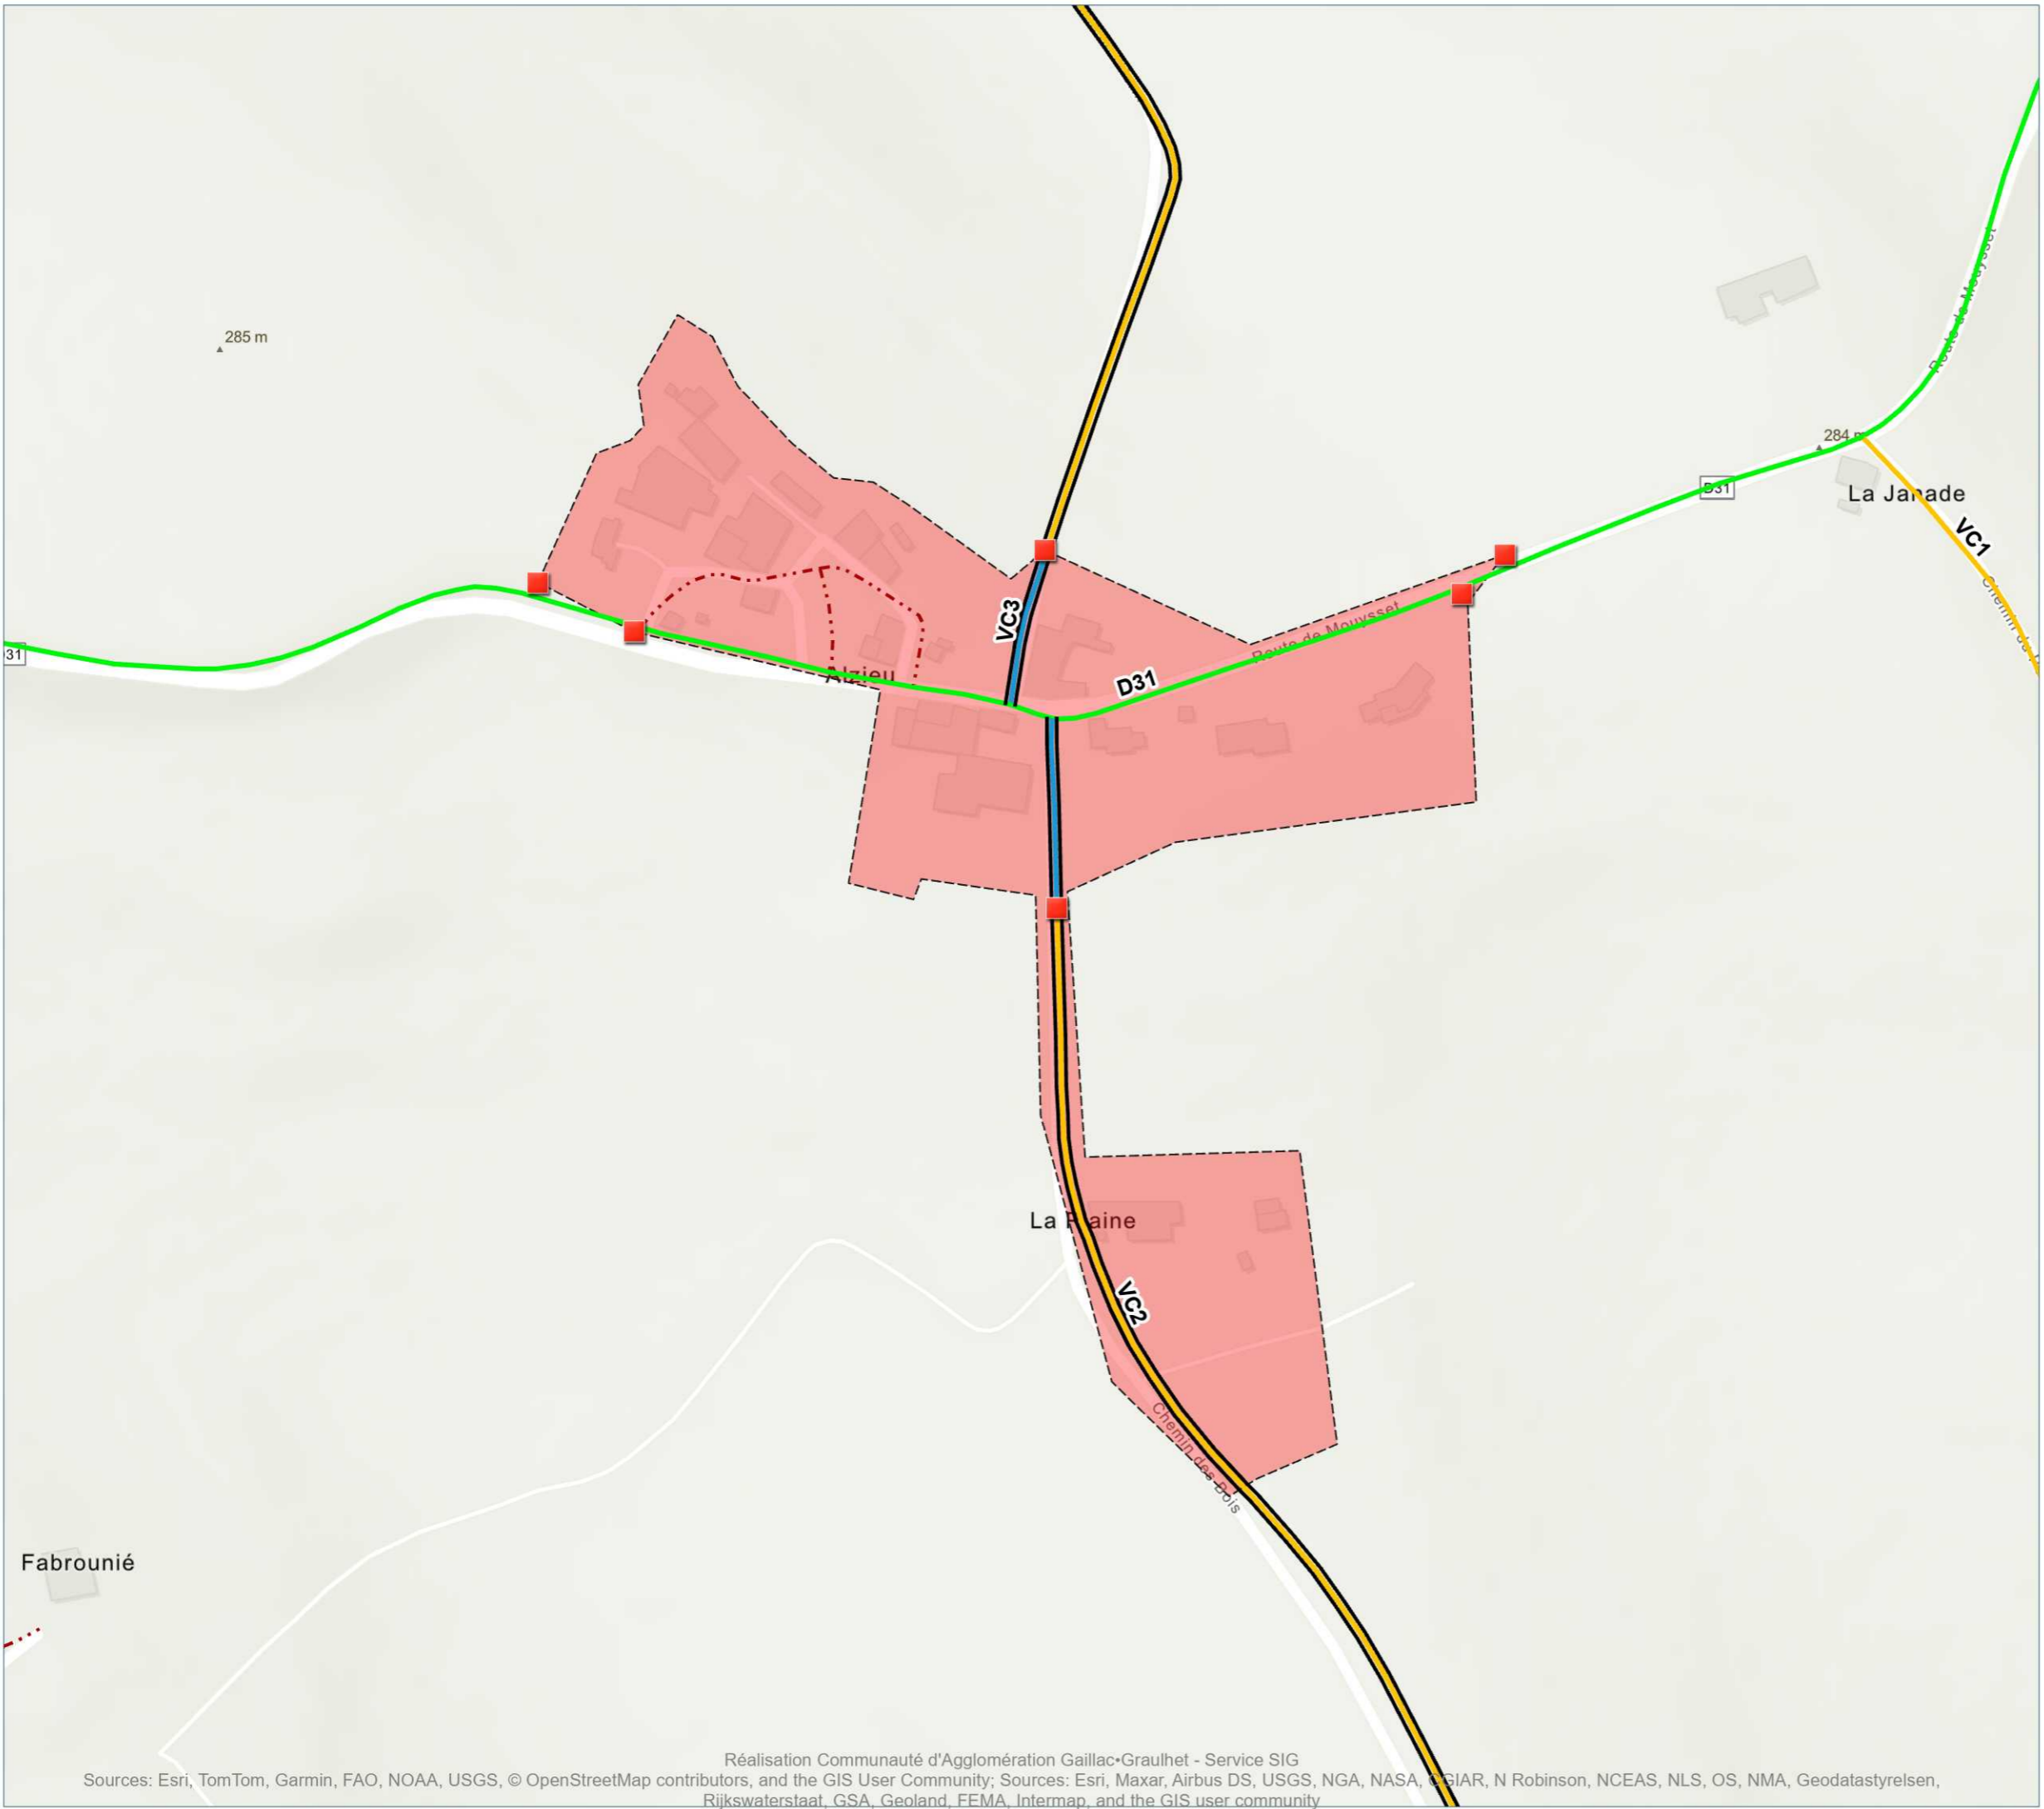 285 m
Route de Mouysset
284 m
D31
La Janade
VC1
VC3
Route de Mouysset
31
Alzieu
D31
La Plaine
VC2
Chemin des Bois
Fabrounié
Réalisation Communauté d'Agglomération Gaillac•Graulhet - Service SIG
Sources: Esri, TomTom, Garmin, FAO, NOAA, USGS, © OpenStreetMap contributors, and the GIS User Community; Sources: Esri, Maxar, Airbus DS, USGS, NGA, NASA, CGIAR, N Robinson, NCEAS, NLS, OS, NMA, Geodatastyrelsen,
Rijkswaterstaat, GSA, Geoland, FEMA, Intermap, and the GIS user community